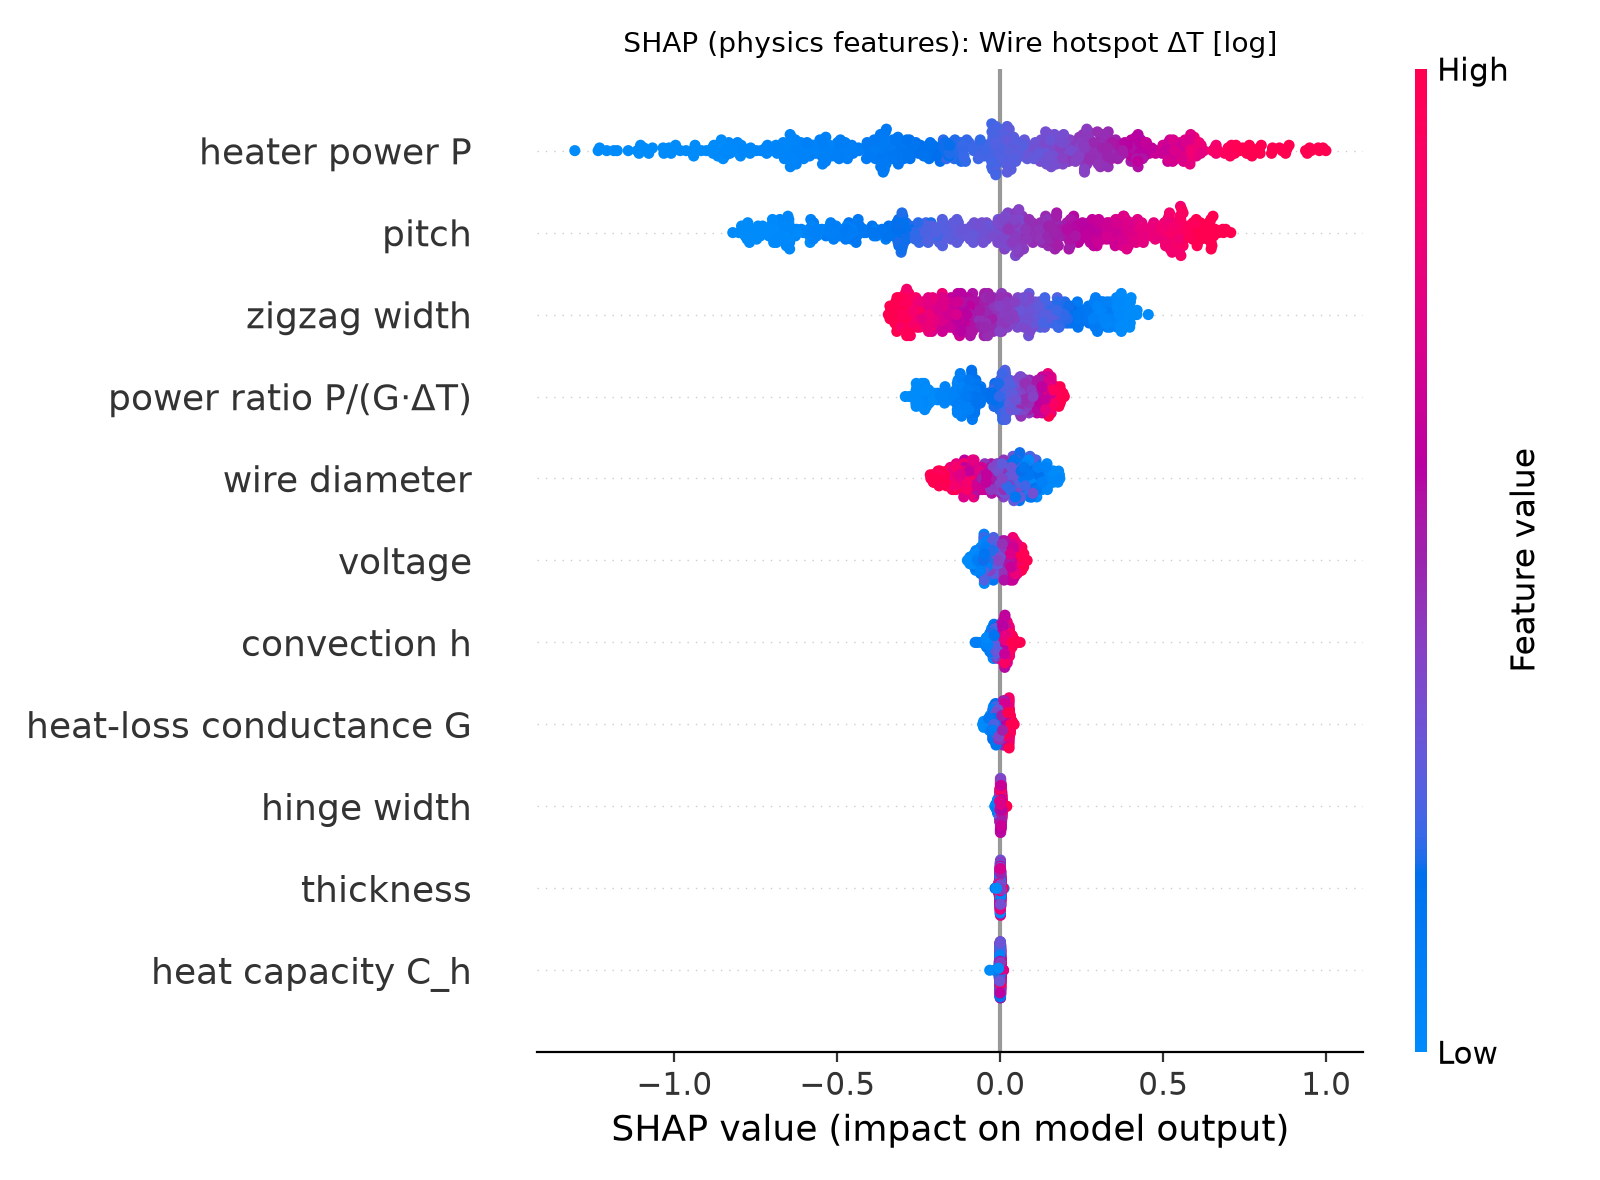 SHAP (physics features): Wire hotspot ΔT [log]
High
heater power P
pitch
zigzag width
power ratio P/(G·ΔT)
wire diameter
voltage
convection h
heat-loss conductance G
hinge width
thickness
heat capacity C_h
Feature value
Low
−1.0 −0.5 0.0 0.5 1.0
SHAP value (impact on model output)